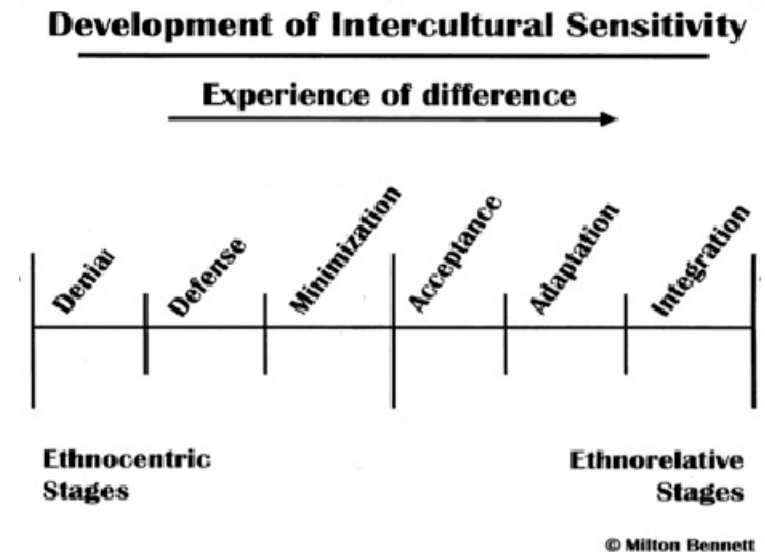 Development of Intercultural Sensitivity
Experience of difference
Denial
Defense
Minimization
Acceptance
Adaptation
Integration
Ethnocentric
Stages
Ethnorelative
Stages
© Milton Bennett